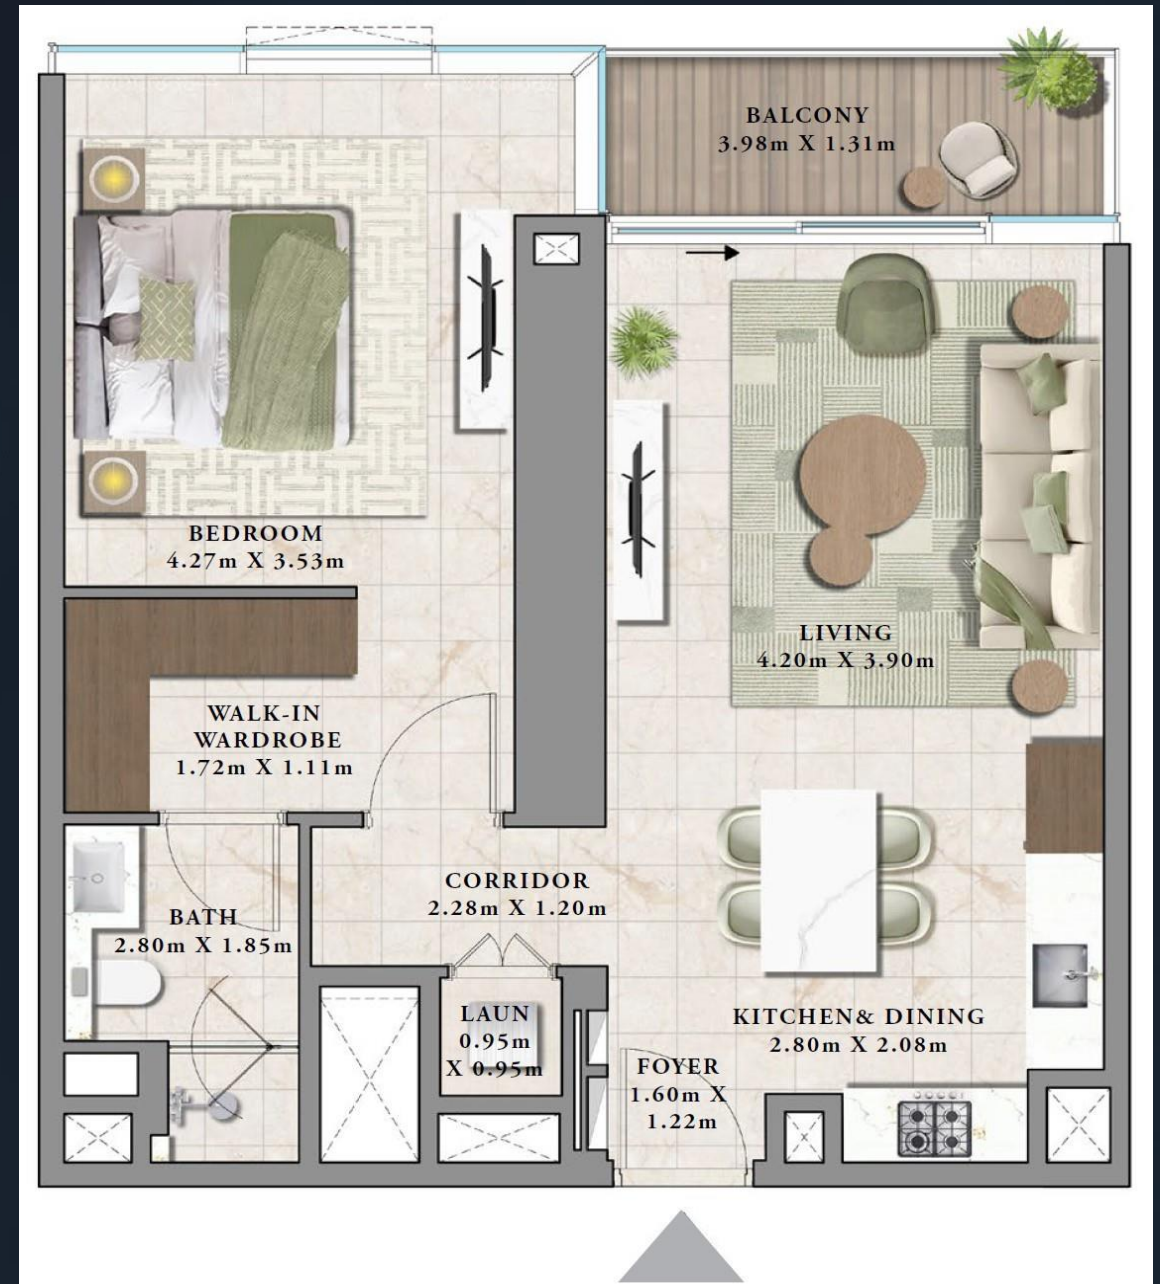 BALCONY
3.98m X 1.31m
BEDROOM
4.27m X 3.53m
LIVING
4.20m X 3.90m
WALK-IN
WARDROBE
1.72m X 1.11m
CORRIDOR
2.28m X 1.20m
BATH
2.80m X 1.85m
LAUN
0.95m
X 0.95m
KITCHEN& DINING
2.80m X 2.08m
FOYER
1.60m X
1.22m